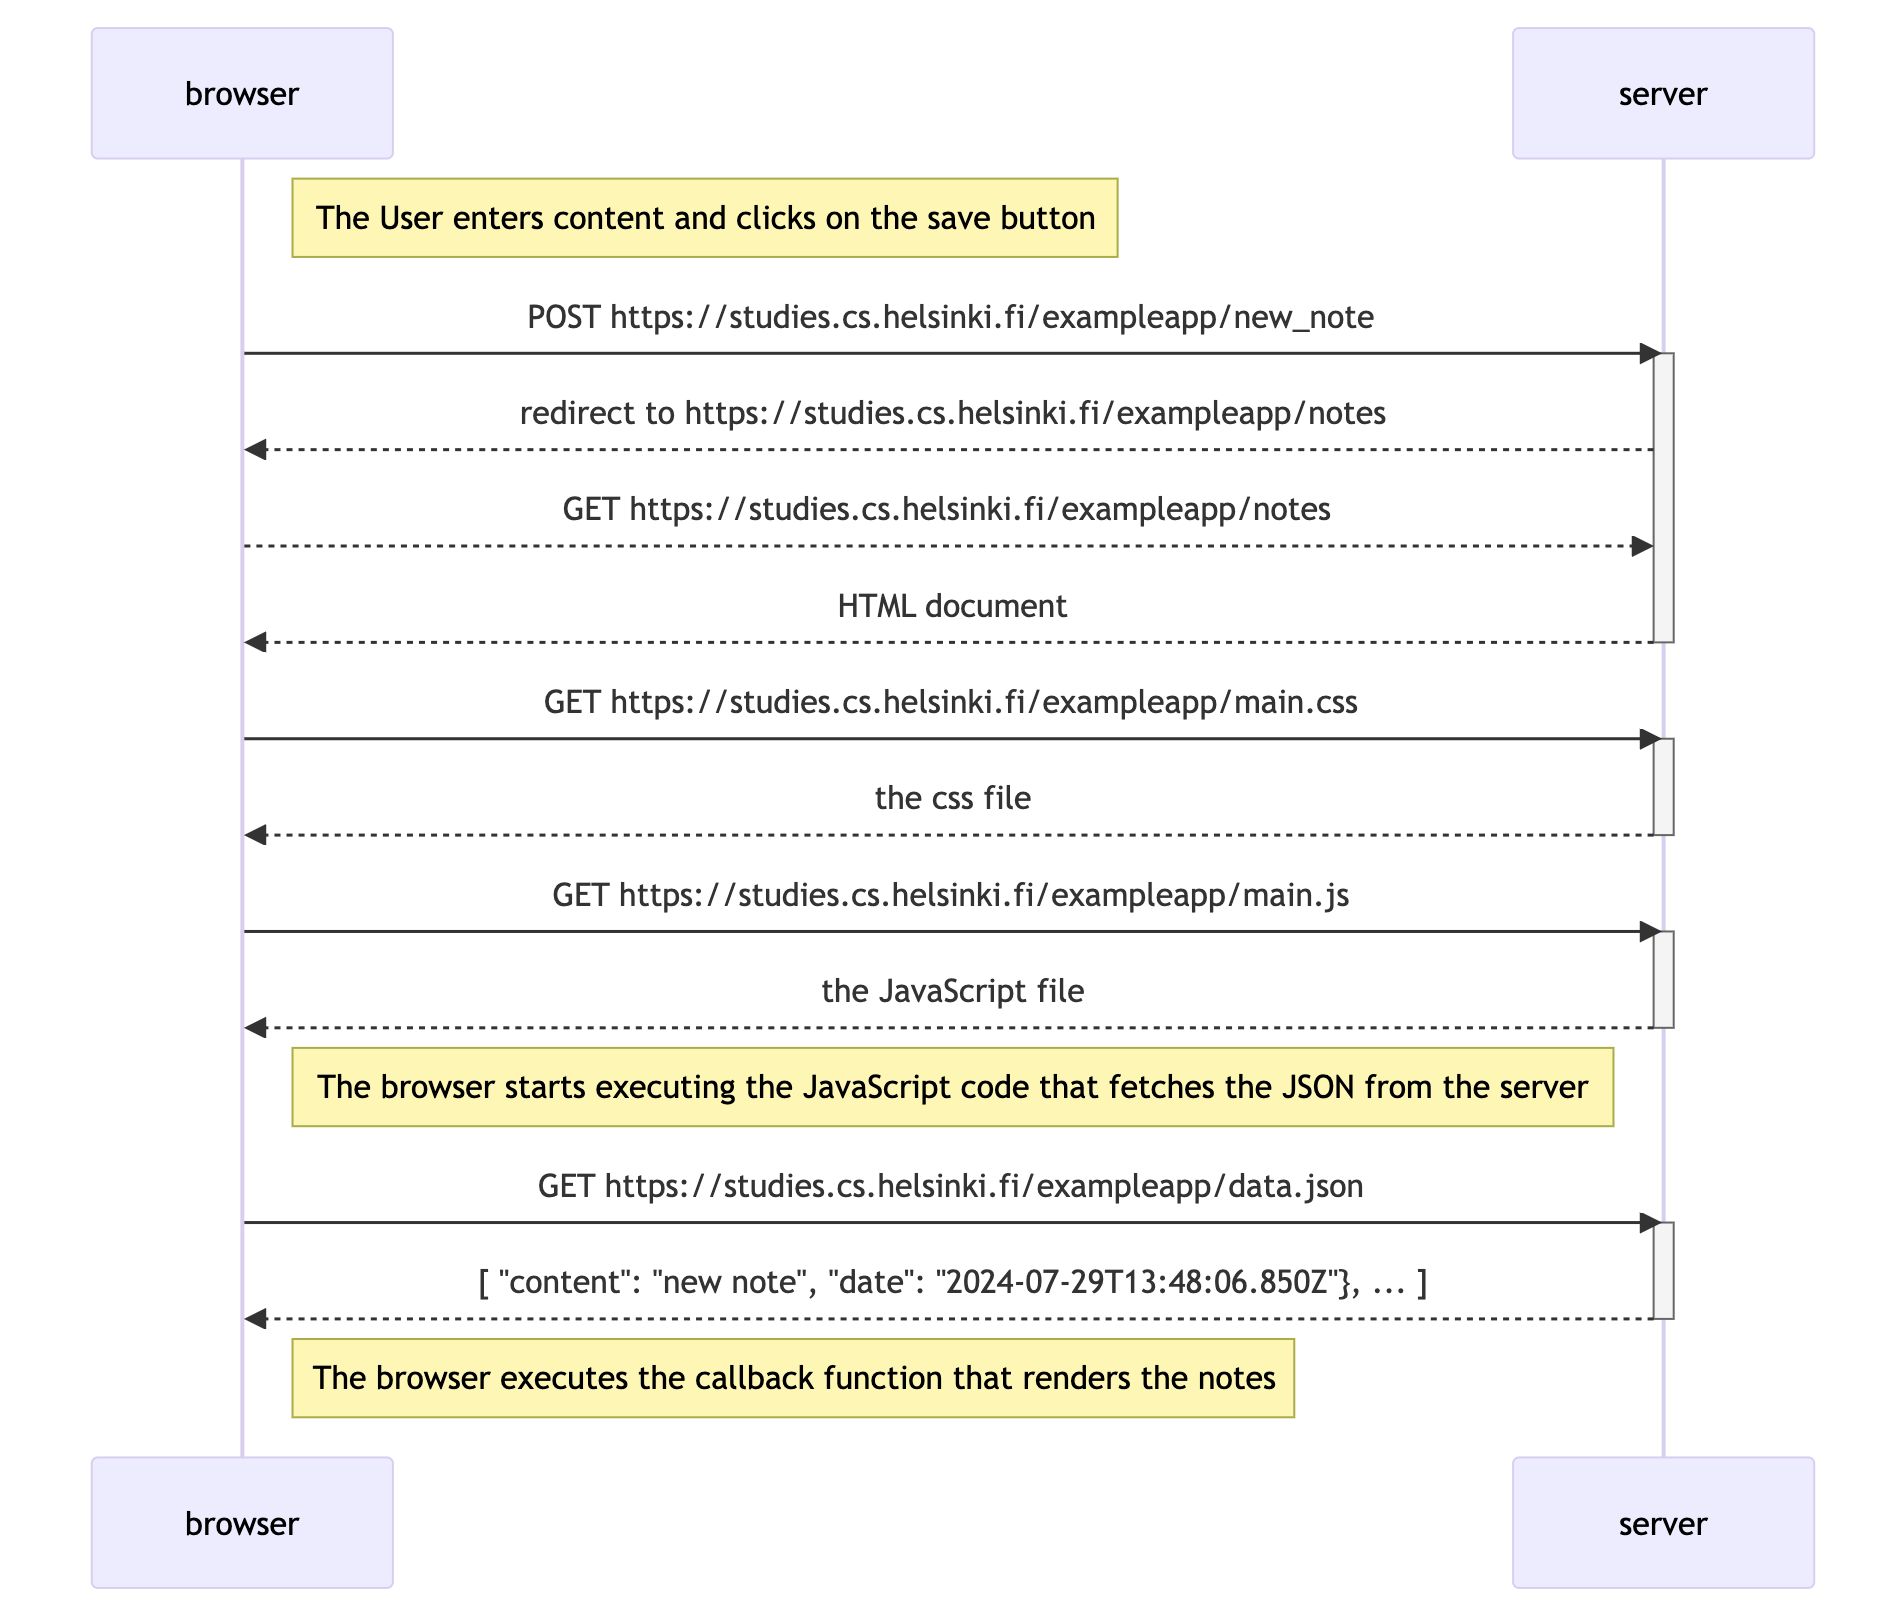 browser
server
The User enters content and clicks on the save button
POST https://studies.cs.helsinki.fi/exampleapp/new_note
redirect to https://studies.cs.helsinki.fi/exampleapp/notes
GET https://studies.cs.helsinki.fi/exampleapp/notes
HTML document
GET https://studies.cs.helsinki.fi/exampleapp/main.css
the css file
GET https://studies.cs.helsinki.fi/exampleapp/main.js
the JavaScript file
The browser starts executing the JavaScript code that fetches the JSON from the server
GET https://studies.cs.helsinki.fi/exampleapp/data.json
[ "content": "new note", "date": "2024-07-29T13:48:06.850Z"}, ... ]
The browser executes the callback function that renders the notes
browser
server